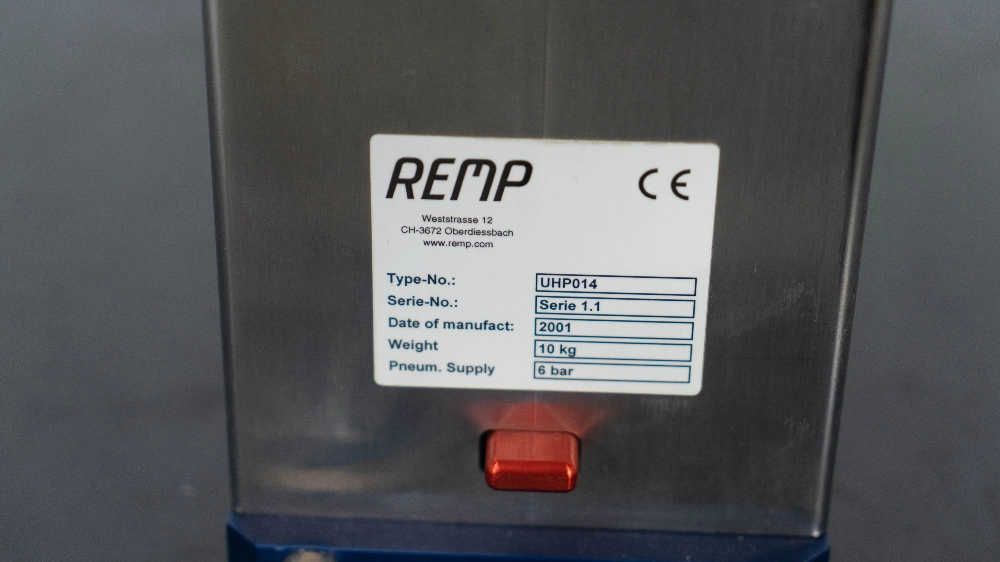 REMP
CE
Weststrasse 12
CH-3672 Oberdiessbach
www.remp.com
Type-No.: UHP014
Serie-No.: Serie 1.1
Date of manufact: 2001
Weight 10 kg
Pneum. Supply 6 bar